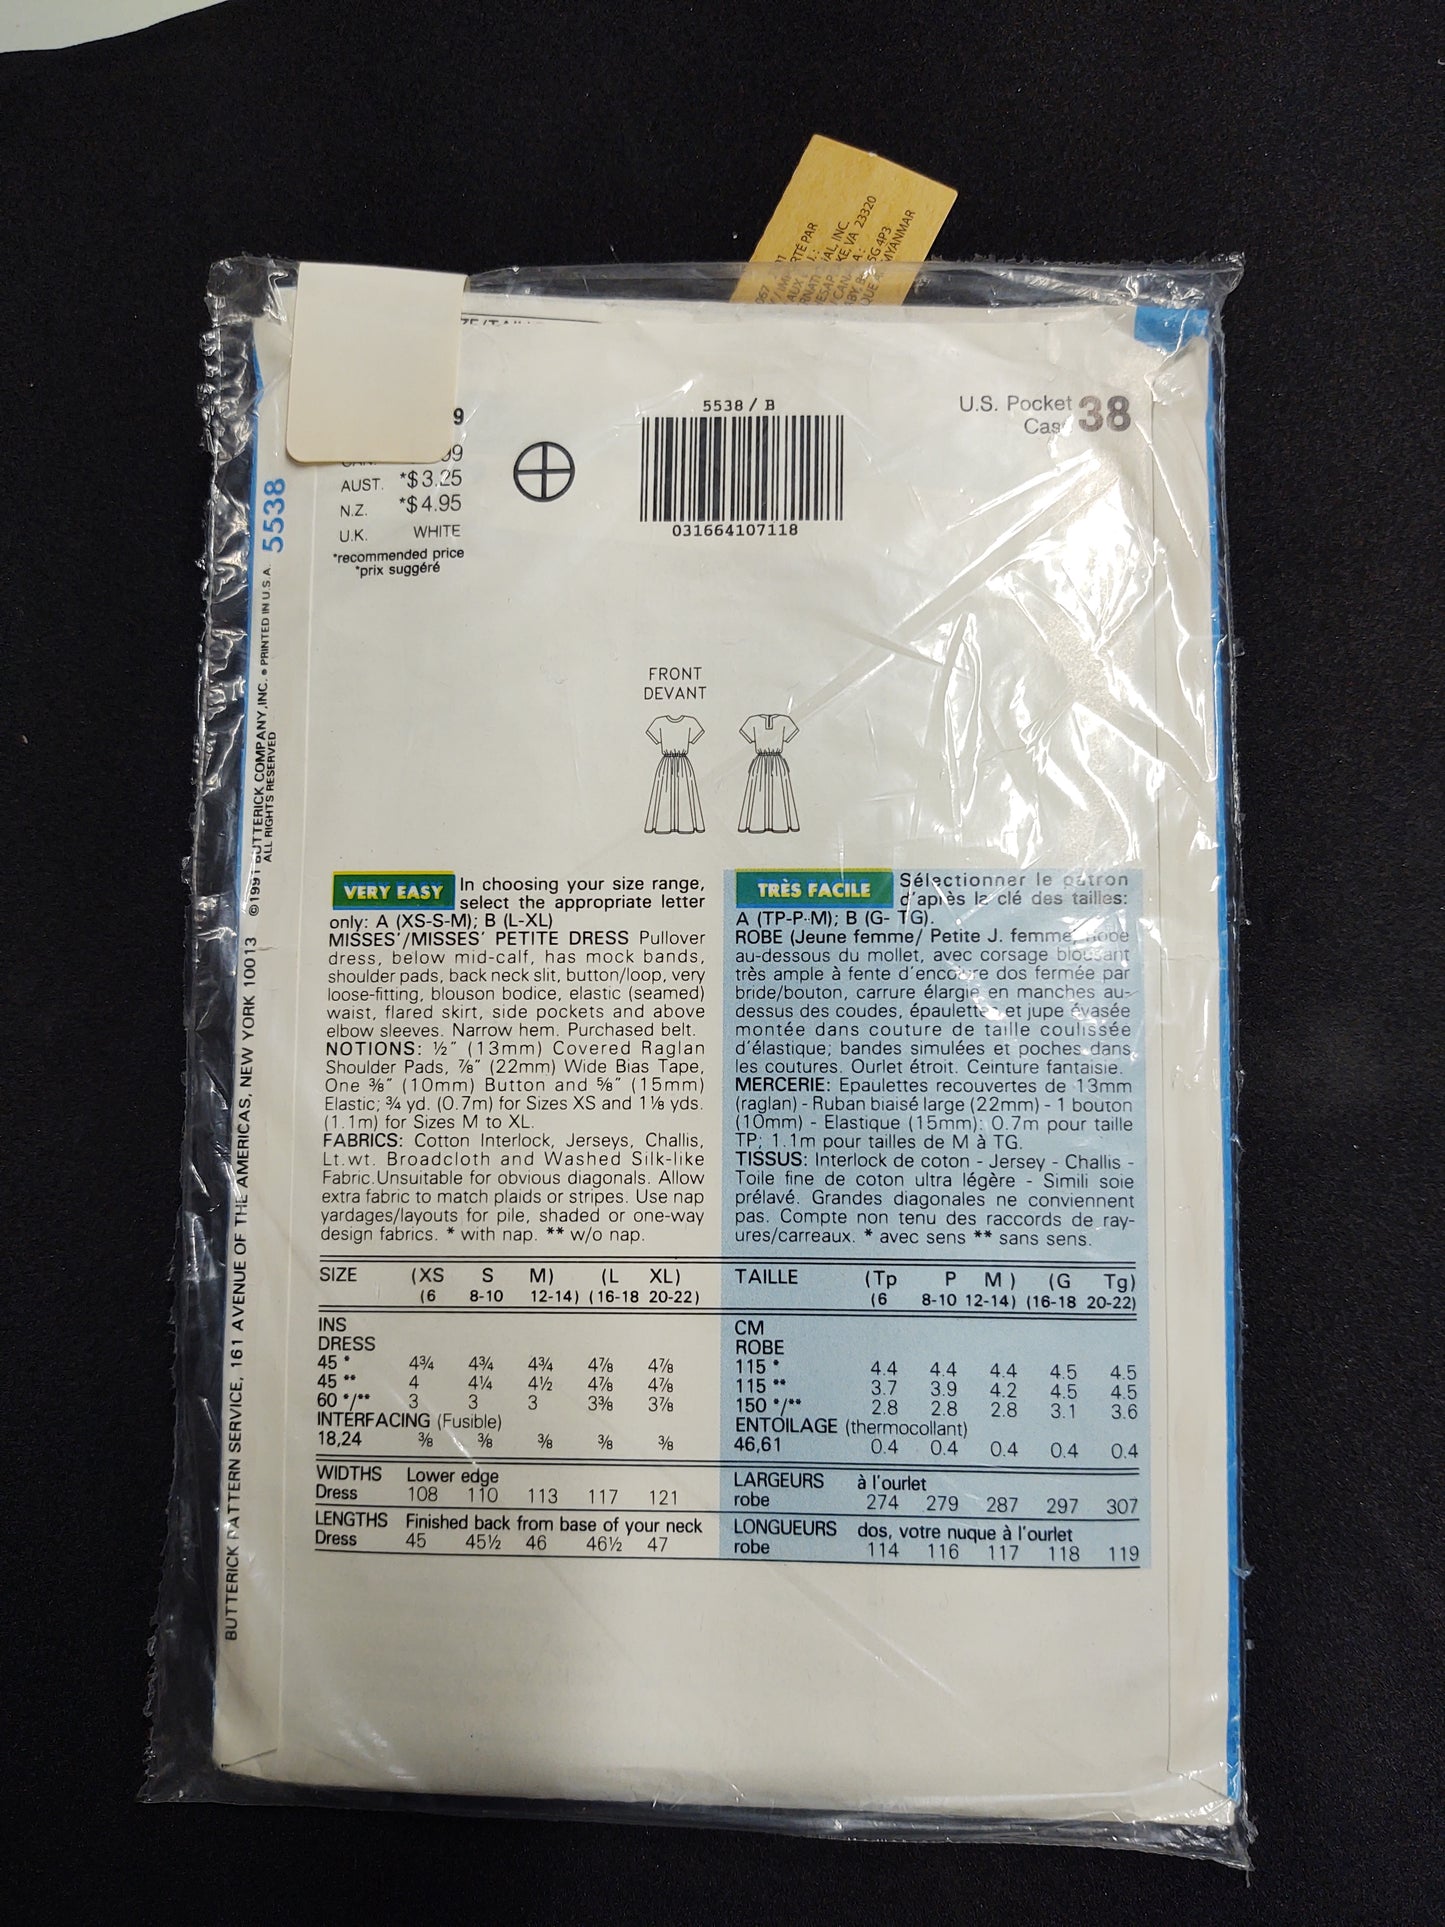 5538 / B
031664107118
U.S. Pocket
38
9
99
AUST. *$3.25
N.Z. *$4.95
U.K. WHITE
*recommended price
*prix suggéré
5538
BUTTERICK PATTERN SERVICE, 161 AVENUE OF THE AMERICAS, NEW YORK 10013 ©1991 BUTTERICK COMPANY, INC. • PRINTED IN U.S.A.
ALL RIGHTS RESERVED
FRONT
DEVANT
VERY EASY In choosing your size range,
select the appropriate letter
only: A (XS-S-M); B (L-XL)
MISSES'/MISSES' PETITE DRESS Pullover
dress, below mid-calf, has mock bands,
shoulder pads, back neck slit, button/loop, very
loose-fitting, blouson bodice, elastic (seamed)
waist, flared skirt, side pockets and above
elbow sleeves. Narrow hem. Purchased belt.
NOTIONS: ½" (13mm) Covered Raglan
Shoulder Pads, ⅞" (22mm) Wide Bias Tape,
One ⅜" (10mm) Button and ⅝" (15mm)
Elastic; ¾ yd. (0.7m) for Sizes XS and 1⅛ yds.
(1.1m) for Sizes M to XL.
FABRICS: Cotton Interlock, Jerseys, Challis,
Lt.wt. Broadcloth and Washed Silk-like
Fabric.Unsuitable for obvious diagonals. Allow
extra fabric to match plaids or stripes. Use nap
yardages/layouts for pile, shaded or one-way
design fabrics. * with nap. ** w/o nap.
TRÈS FACILE Sélectionner le patron
d'après la clé des tailles:
A (TP-P-M); B (G- TG).
ROBE (Jeune femme/ Petite J. femme) Robe
au-dessous du mollet, avec corsage blousant
très ample à fente d'encolure dos fermée par
bride/bouton, carrure élargie en manches au-
dessus des coudes, épaulettes et jupe évasée
montée dans couture de taille coulissée
d'élastique; bandes simulées et poches dans
les coutures. Ourlet étroit. Ceinture fantaisie.
MERCERIE: Epaulettes recouvertes de 13mm
(raglan) - Ruban biaisé large (22mm) - 1 bouton
(10mm) - Elastique (15mm): 0.7m pour taille
TP; 1.1m pour tailles de M à TG.
TISSUS: Interlock de coton - Jersey - Challis -
Toile fine de coton ultra légère - Simili soie
prélavé. Grandes diagonales ne conviennent
pas. Compte non tenu des raccords de ray-
ures/carreaux. * avec sens ** sans sens.
SIZE (XS S M) (L XL)
(6 8-10 12-14) (16-18 20-22)
INS
DRESS
45 * 4¾ 4¾ 4¾ 4⅞ 4⅞
45 ** 4 4¼ 4½ 4⅞ 4⅞
60 */** 3 3 3 3⅜ 3⅞
INTERFACING (Fusible)
18,24 ⅜ ⅜ ⅜ ⅜ ⅜
WIDTHS Lower edge
Dress 108 110 113 117 121
LENGTHS Finished back from base of your neck
Dress 45 45½ 46 46½ 47
TAILLE (Tp P M ) (G Tg)
(6 8-10 12-14) (16-18 20-22)
CM
ROBE
115 * 4.4 4.4 4.4 4.5 4.5
115 ** 3.7 3.9 4.2 4.5 4.5
150 */** 2.8 2.8 2.8 3.1 3.6
ENTOILAGE (thermocollant)
46,61 0.4 0.4 0.4 0.4 0.4
LARGEURS à l'ourlet
robe 274 279 287 297 307
LONGUEURS dos, votre nuque à l'ourlet
robe 114 116 117 118 119